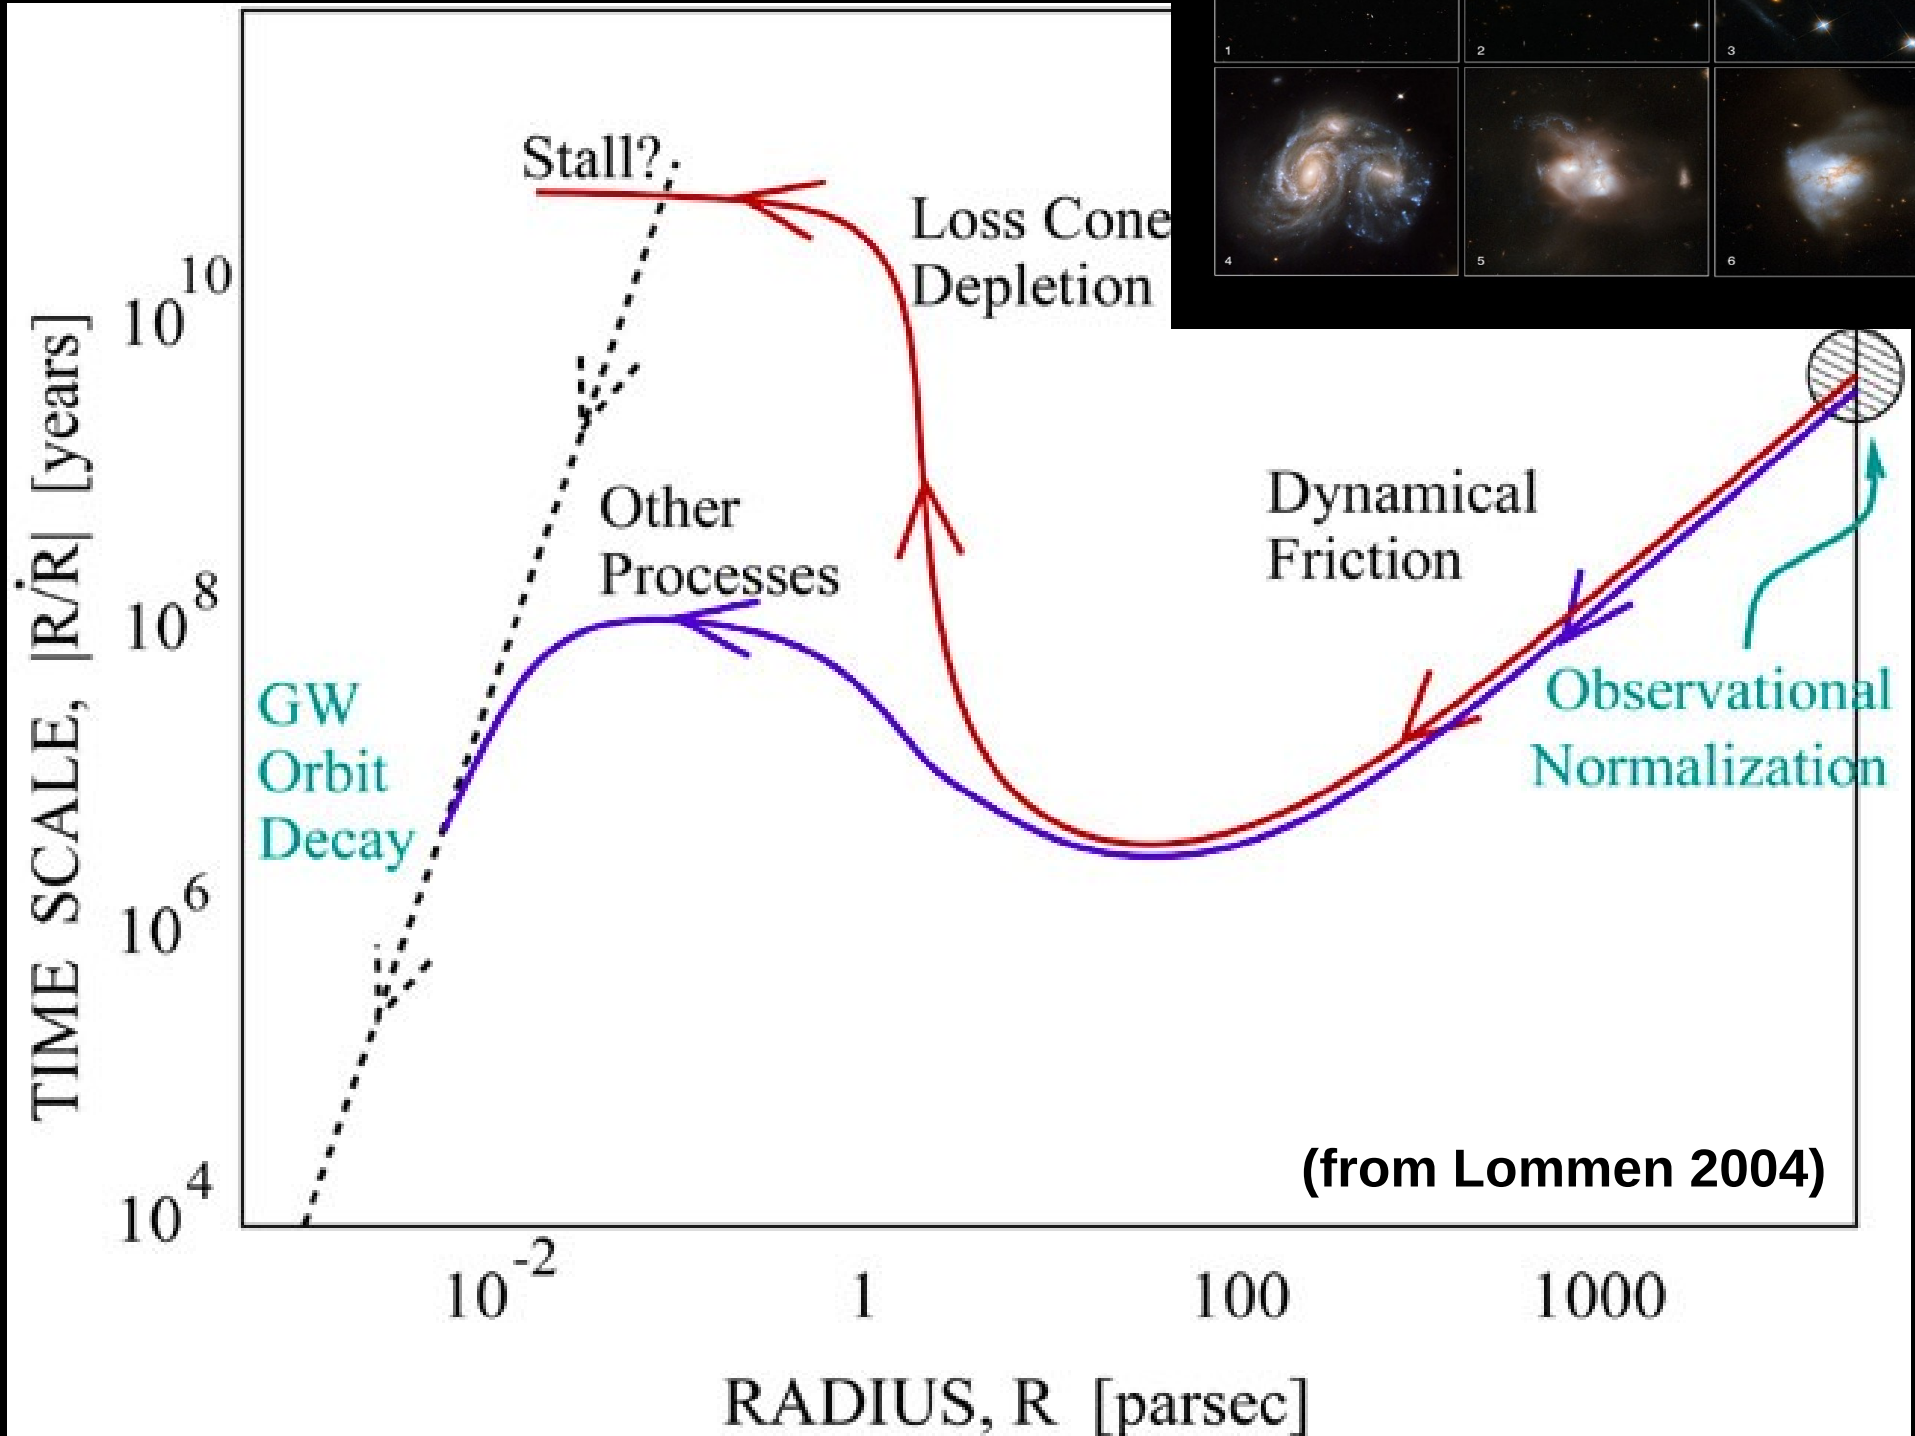 1
2
3
4
5
6
Stall?
Loss Cone
Depletion
10^10
Other
Processes
Dynamical
Friction
10^8
GW
Orbit
Decay
Observational
Normalization
10^6
(from Lommen 2004)
10^4
TIME SCALE, |R/Ṙ| [years]
10^-2 1 100 1000
RADIUS, R [parsec]